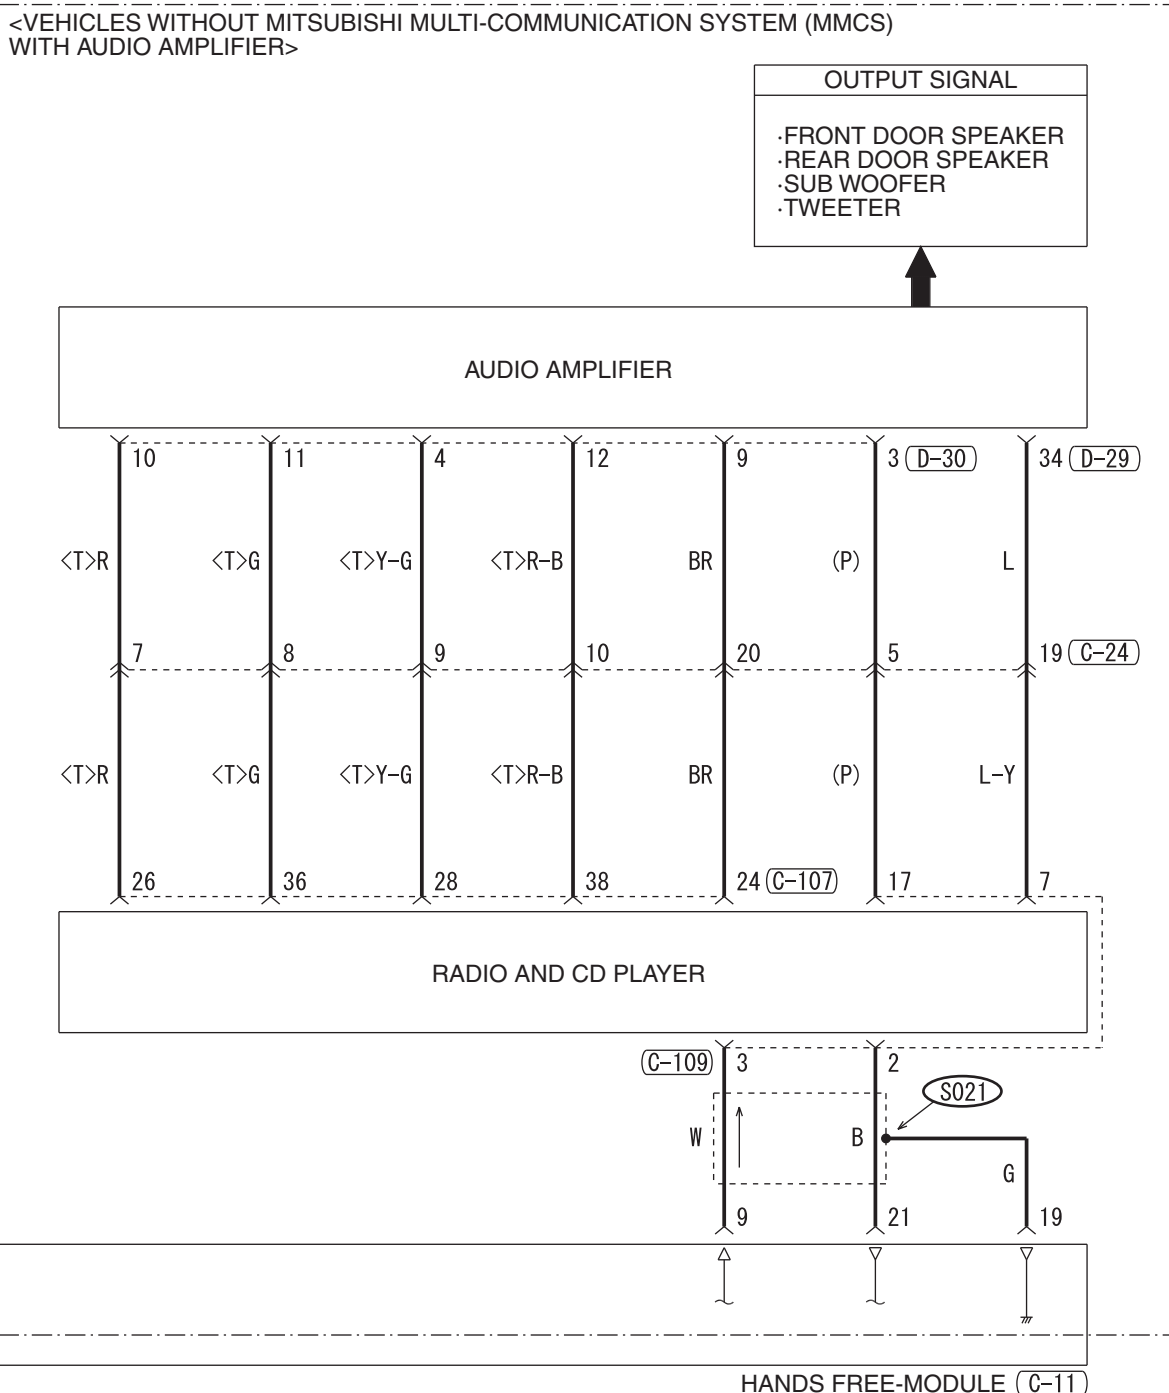 <VEHICLES WITHOUT MITSUBISHI MULTI-COMMUNICATION SYSTEM (MMCS)
WITH AUDIO AMPLIFIER>
OUTPUT SIGNAL
·FRONT DOOR SPEAKER
·REAR DOOR SPEAKER
·SUB WOOFER
·TWEETER
AUDIO AMPLIFIER
10 11 4 12 9 3 D-30 34 D-29
<T>R <T>G <T>Y-G <T>R-B BR (P) L
7 8 9 10 20 5 19 C-24
<T>R <T>G <T>Y-G <T>R-B BR (P) L-Y
26 36 28 38 24 C-107 17 7
RADIO AND CD PLAYER
C-109 3 2
S021
W B
G
9 21 19
HANDS FREE-MODULE C-11